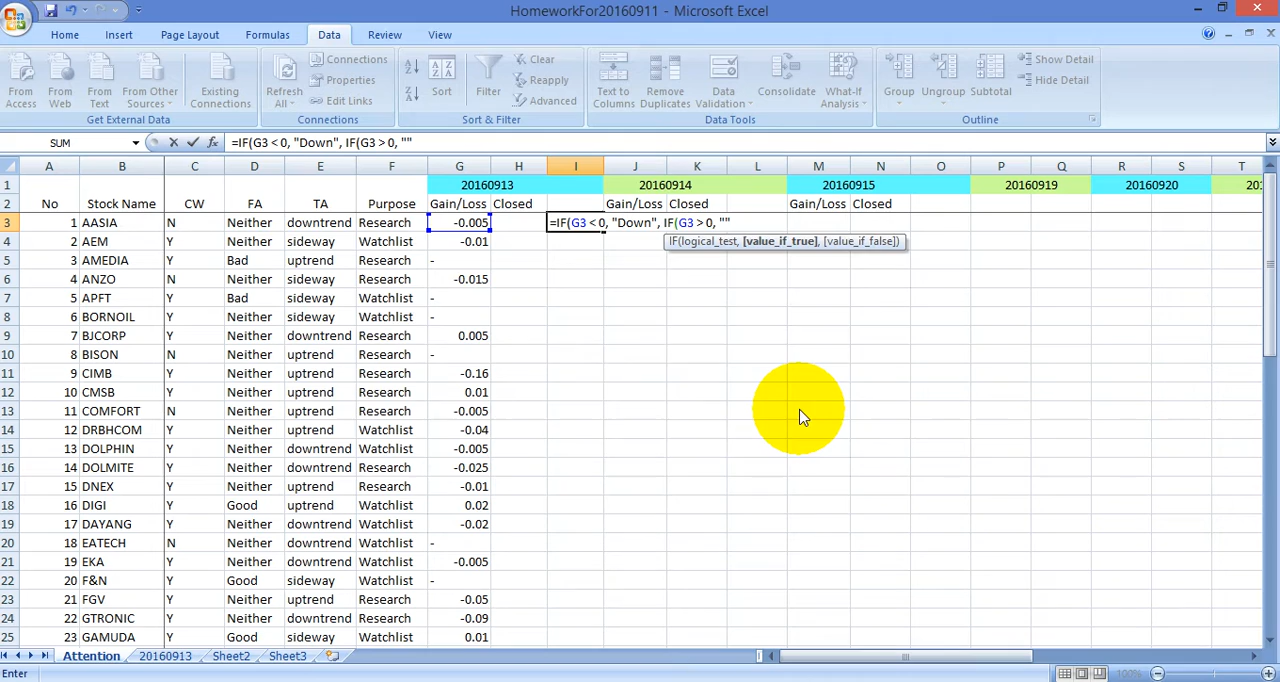 HomeworkFor20160911 - Microsoft Excel
Home Insert Page Layout Formulas Data Review View
From Access From Web From Text From Other Sources Existing Connections Refresh All Connections Properties Edit Links Sort Filter Clear Reapply Advanced Text to Columns Remove Duplicates Data Validation Consolidate What-If Analysis Group Ungroup Subtotal Show Detail Hide Detail
Get External Data Connections Sort & Filter Data Tools Outline
SUM fx =IF(G3 < 0, "Down", IF(G3 > 0, ""
A B C D E F G H I J K L M N O P Q R S T
1 20160913 20160914 20160915 20160919 20160920
2 No Stock Name CW FA TA Purpose Gain/Loss Closed Gain/Loss Closed Gain/Loss Closed
3 1 AASIA N Neither downtrend Research -0.005 =IF(G3 < 0, "Down", IF(G3 > 0, ""
4 2 AEM Y Neither sideway Watchlist -0.01 IF(logical_test, [value_if_true], [value_if_false])
5 3 AMEDIA Y Bad uptrend Research -
6 4 ANZO N Neither sideway Research -0.015
7 5 APFT Y Bad sideway Watchlist -
8 6 BORNOIL Y Neither sideway Watchlist -
9 7 BJCORP Y Neither downtrend Research 0.005
10 8 BISON N Neither uptrend Research -
11 9 CIMB Y Neither uptrend Research -0.16
12 10 CMSB Y Neither uptrend Research 0.01
13 11 COMFORT N Neither uptrend Research -0.005
14 12 DRBHCOM Y Neither uptrend Watchlist -0.04
15 13 DOLPHIN Y Neither downtrend Watchlist -0.005
16 14 DOLMITE Y Neither downtrend Research -0.025
17 15 DNEX Y Neither uptrend Watchlist -0.01
18 16 DIGI Y Good uptrend Watchlist 0.02
19 17 DAYANG Y Neither downtrend Watchlist -0.02
20 18 EATECH N Neither downtrend Watchlist -
21 19 EKA Y Neither downtrend Research -0.005
22 20 F&N Y Good sideway Watchlist -
23 21 FGV Y Neither uptrend Research -0.05
24 22 GTRONIC Y Neither downtrend Research -0.09
25 23 GAMUDA Y Good sideway Watchlist 0.01
Attention 20160913 Sheet2 Sheet3
Enter 100%